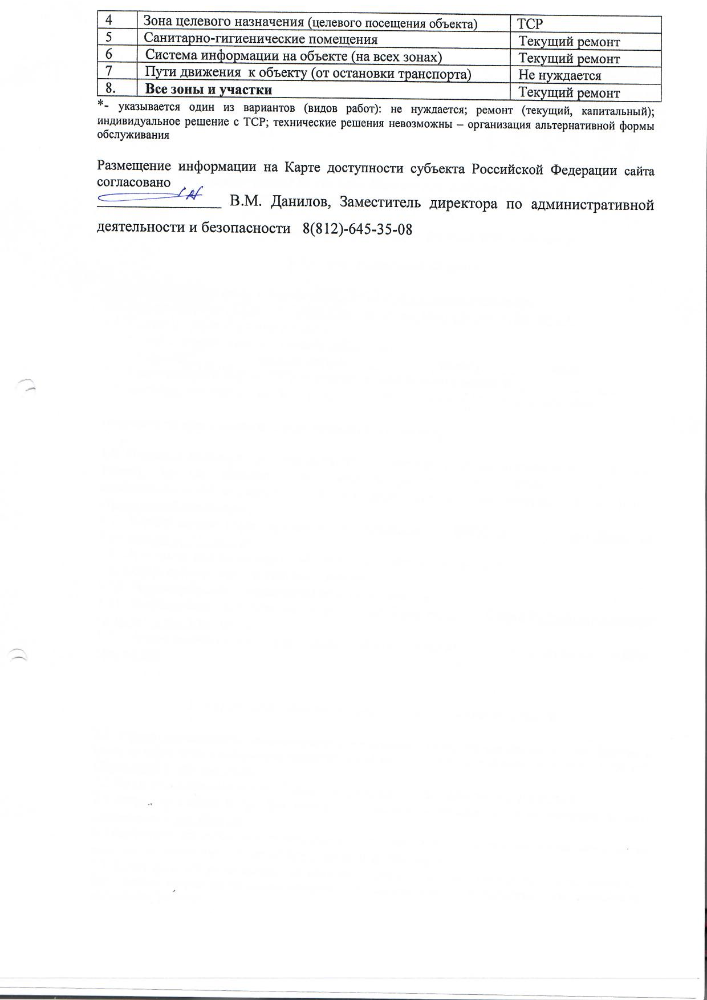 4 Зона целевого назначения (целевого посещения объекта) ТСР
5 Санитарно-гигиенические помещения Текущий ремонт
6 Система информации на объекте (на всех зонах) Текущий ремонт
7 Пути движения к объекту (от остановки транспорта) Не нуждается
8. Все зоны и участки Текущий ремонт
*- указывается один из вариантов (видов работ): не нуждается; ремонт (текущий, капитальный);
индивидуальное решение с ТСР; технические решения невозможны – организация альтернативной формы
обслуживания
Размещение информации на Карте доступности субъекта Российской Федерации сайта
согласовано
________________ В.М. Данилов, Заместитель директора по административной
деятельности и безопасности 8(812)-645-35-08